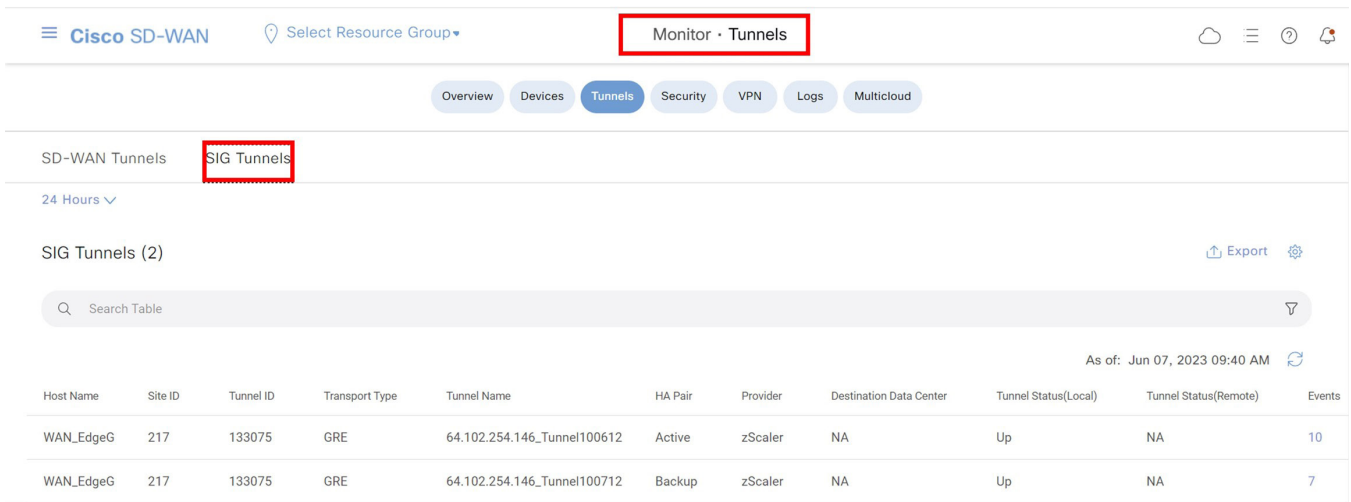 Cisco SD-WAN Select Resource Group Monitor · Tunnels
Overview Devices Tunnels Security VPN Logs Multicloud
SD-WAN Tunnels SIG Tunnels
24 Hours
SIG Tunnels (2) Export
Search Table
As of: Jun 07, 2023 09:40 AM
Host Name Site ID Tunnel ID Transport Type Tunnel Name HA Pair Provider Destination Data Center Tunnel Status(Local) Tunnel Status(Remote) Events
WAN_EdgeG 217 133075 GRE 64.102.254.146_Tunnel100612 Active zScaler NA Up NA 10
WAN_EdgeG 217 133075 GRE 64.102.254.146_Tunnel100712 Backup zScaler NA Up NA 7